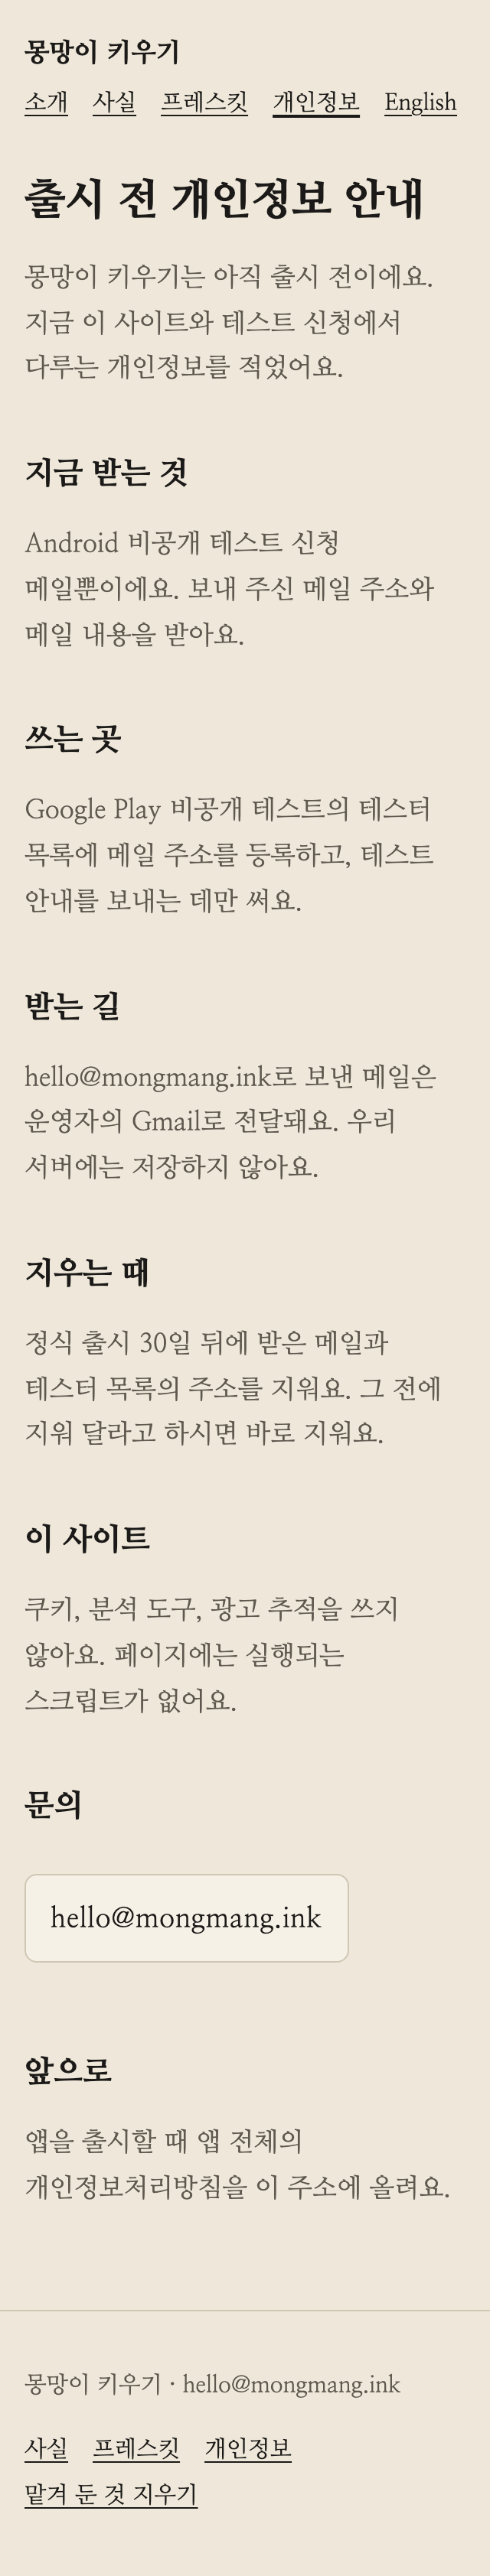 몽땅이 키우기
소개 사실 프레스킷 개인정보 English
출시 전 개인정보 안내
몽땅이 키우기는 아직 출시 전이에요.
지금 이 사이트와 테스트 신청에서
다루는 개인정보를 적었어요.
지금 받는 것
Android 비공개 테스트 신청
메일뿐이에요. 보내 주신 메일 주소와
메일 내용을 받아요.
쓰는 곳
Google Play 비공개 테스트의 테스터
목록에 메일 주소를 등록하고, 테스트
안내를 보내는 데만 써요.
받는 길
hello@mongmang.ink로 보낸 메일은
운영자의 Gmail로 전달돼요. 우리
서버에는 저장하지 않아요.
지우는 때
정식 출시 30일 뒤에 받은 메일과
테스터 목록의 주소를 지워요. 그 전에
지워 달라고 하시면 바로 지워요.
이 사이트
쿠키, 분석 도구, 광고 추적을 쓰지
않아요. 페이지에는 실행되는
스크립트가 없어요.
문의
hello@mongmang.ink
앞으로
앱을 출시할 때 앱 전체의
개인정보처리방침을 이 주소에 올려요.
몽땅이 키우기 · hello@mongmang.ink
사실 프레스킷 개인정보
맡겨 둔 것 지우기